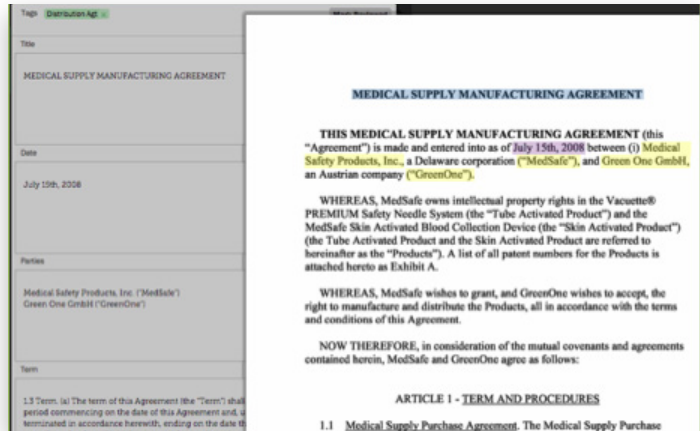 Tags Distribution Agt ×
Title
MEDICAL SUPPLY MANUFACTURING AGREEMENT
Date
July 15th, 2008
Parties
Medical Safety Products, Inc. ("MedSafe")
Green One GmbH ("GreenOne")
Term
1.3 Term. (a) The term of this Agreement (the "Term") shall
period commencing on the date of this Agreement and, u
terminated in accordance herewith, ending on the date th
MEDICAL SUPPLY MANUFACTURING AGREEMENT
THIS MEDICAL SUPPLY MANUFACTURING AGREEMENT (this
"Agreement") is made and entered into as of July 15th, 2008 between (i) Medical
Safety Products, Inc., a Delaware corporation ("MedSafe"), and Green One GmbH,
an Austrian company ("GreenOne").
WHEREAS, MedSafe owns intellectual property rights in the Vacuette®
PREMIUM Safety Needle System (the "Tube Activated Product") and the
MedSafe Skin Activated Blood Collection Device (the "Skin Activated Product")
(the Tube Activated Product and the Skin Activated Product are referred to
hereinafter as the "Products"). A list of all patent numbers for the Products is
attached hereto as Exhibit A.
WHEREAS, MedSafe wishes to grant, and GreenOne wishes to accept, the
right to manufacture and distribute the Products, all in accordance with the terms
and conditions of this Agreement.
NOW THEREFORE, in consideration of the mutual covenants and agreements
contained herein, MedSafe and GreenOne agree as follows:
ARTICLE 1 - TERM AND PROCEDURES
1.1 Medical Supply Purchase Agreement. The Medical Supply Purchase